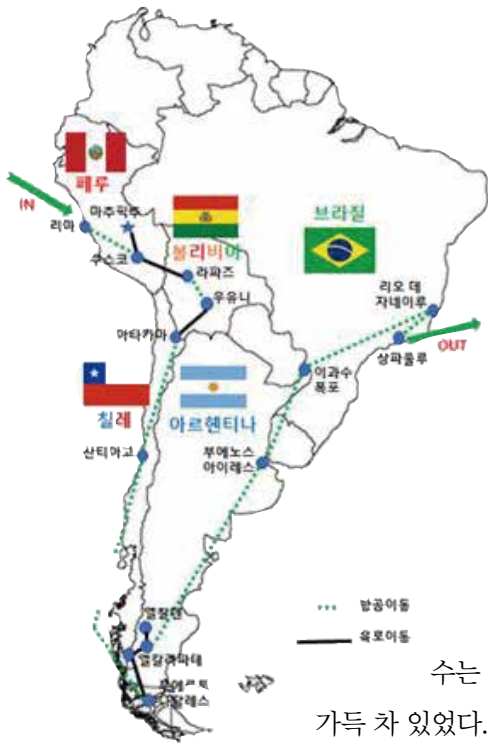 페루
IN
리마
마추픽추
쿠스코
볼리비아
라파즈
우유니
브라질
리오 데
자네이루
OUT
상파울루
아타카마
이과수
폭포
칠레
아르헨티나
산티아고
부에노스
아이레스
엘찰텐
엘칼라파테
항공이동
육로이동
수는
가득 차 있었다.